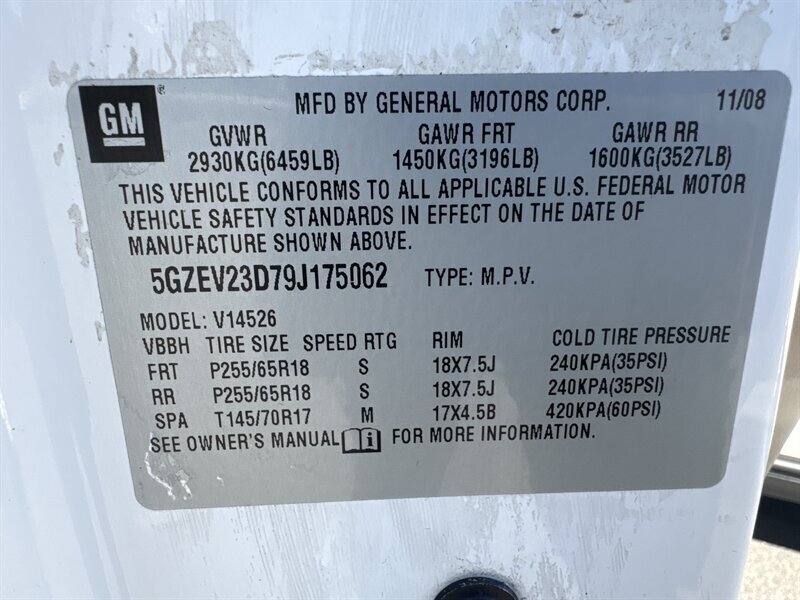 GM ® MFD BY GENERAL MOTORS CORP. 11/08
GVWR GAWR FRT GAWR RR
2930KG(6459LB) 1450KG(3196LB) 1600KG(3527LB)
THIS VEHICLE CONFORMS TO ALL APPLICABLE U.S. FEDERAL MOTOR
VEHICLE SAFETY STANDARDS IN EFFECT ON THE DATE OF
MANUFACTURE SHOWN ABOVE.
5GZEV23D79J175062 TYPE: M.P.V.
MODEL: V14526
VBBH TIRE SIZE SPEED RTG RIM COLD TIRE PRESSURE
FRT P255/65R18 S 18X7.5J 240KPA(35PSI)
RR P255/65R18 S 18X7.5J 240KPA(35PSI)
SPA T145/70R17 M 17X4.5B 420KPA(60PSI)
SEE OWNER'S MANUAL i FOR MORE INFORMATION.